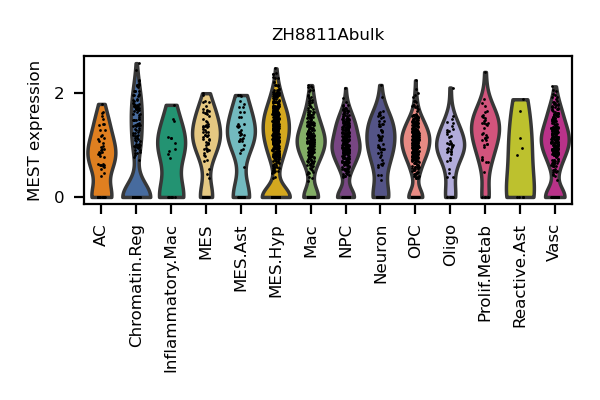 ZH8811Abulk
MEST expression
2
0
AC
Chromatin.Reg
Inflammatory.Mac
MES
MES.Ast
MES.Hyp
Mac
NPC
Neuron
OPC
Oligo
Prolif.Metab
Reactive.Ast
Vasc